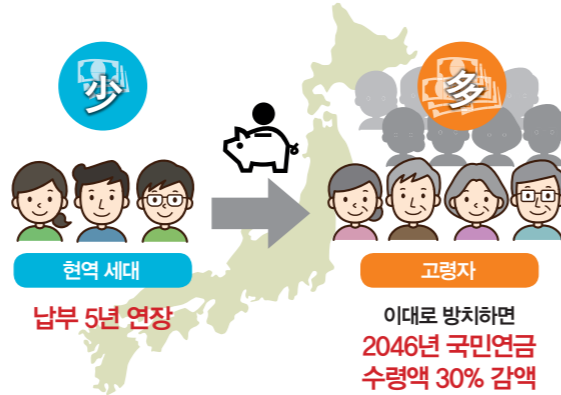 少
多
현역 세대
고령자
납부 5년 연장
이대로 방치하면
2046년 국민연금
수령액 30% 감액